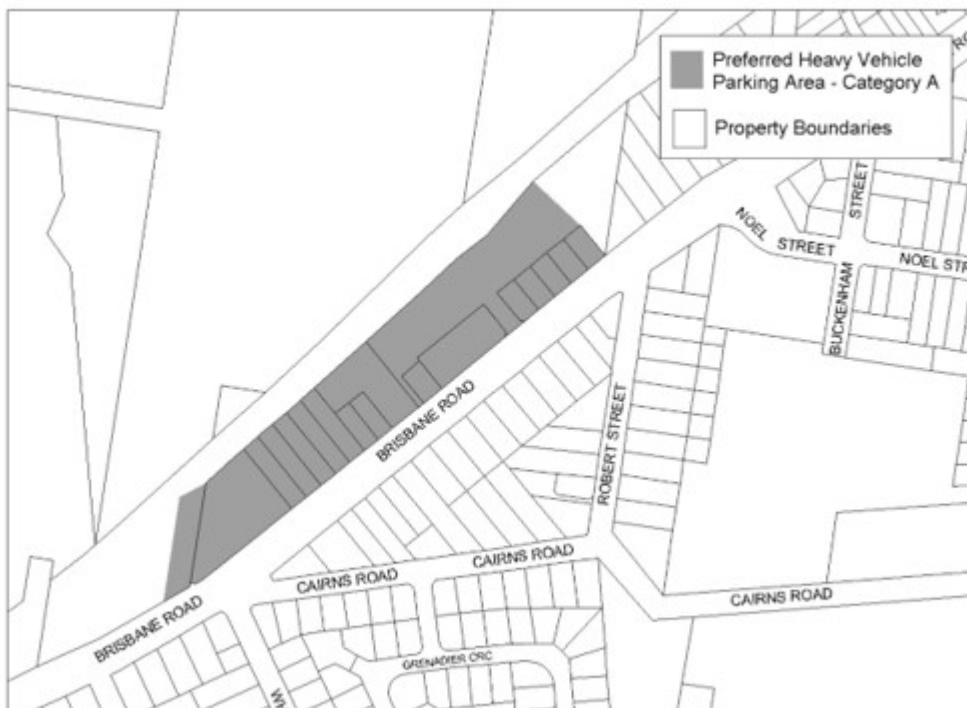 Preferred Heavy Vehicle
Parking Area - Category A
Property Boundaries
NOEL
STREET
STREET
NOEL STR
BUCKENHAM
BRISBANE ROAD
ROBERT STREET
CAIRNS ROAD
CAIRNS ROAD
CAIRNS ROAD
BRISBANE ROAD
GRENADIER CRC